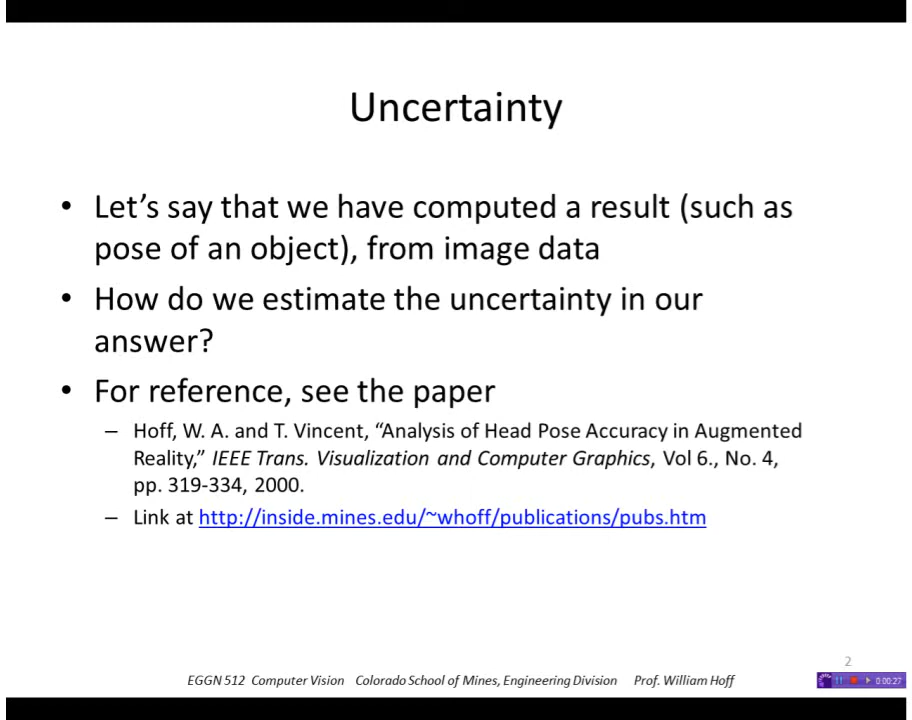 Uncertainty
• Let’s say that we have computed a result (such as
pose of an object), from image data
• How do we estimate the uncertainty in our
answer?
• For reference, see the paper
– Hoff, W. A. and T. Vincent, “Analysis of Head Pose Accuracy in Augmented
Reality,” IEEE Trans. Visualization and Computer Graphics, Vol 6., No. 4,
pp. 319-334, 2000.
– Link at http://inside.mines.edu/~whoff/publications/pubs.htm
2
EGGN 512 Computer Vision Colorado School of Mines, Engineering Division Prof. William Hoff
0:00:27